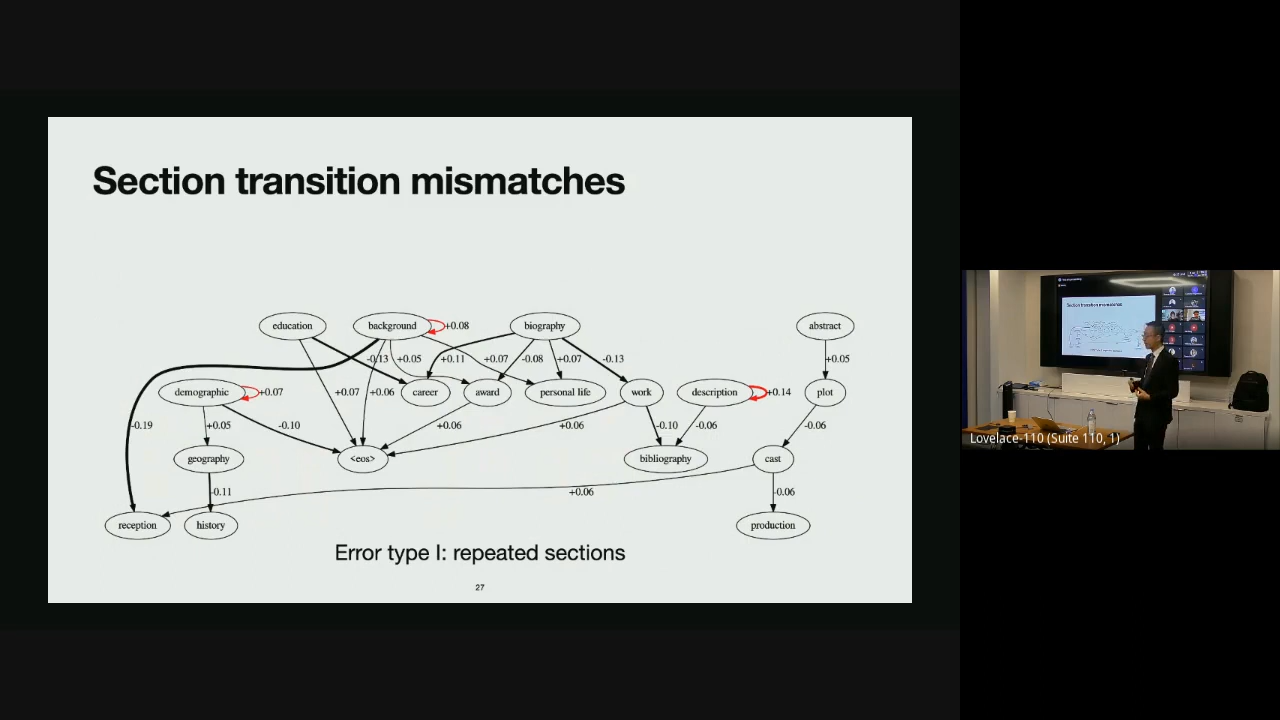 Section transition mismatches
education
background
+0.08
biography
abstract
-0.13
+0.05
+0.11
+0.07
-0.08
+0.07
-0.13
+0.05
demographic
+0.07
+0.07
+0.06
career
award
personal life
work
description
+0.14
plot
-0.19
+0.05
-0.10
+0.06
+0.06
-0.10
-0.06
-0.06
geography
<eos>
bibliography
cast
-0.11
+0.06
-0.06
reception
history
production
Error type I: repeated sections
27
Section transition mismatches
Lovelace-110 (Suite 110, 1)